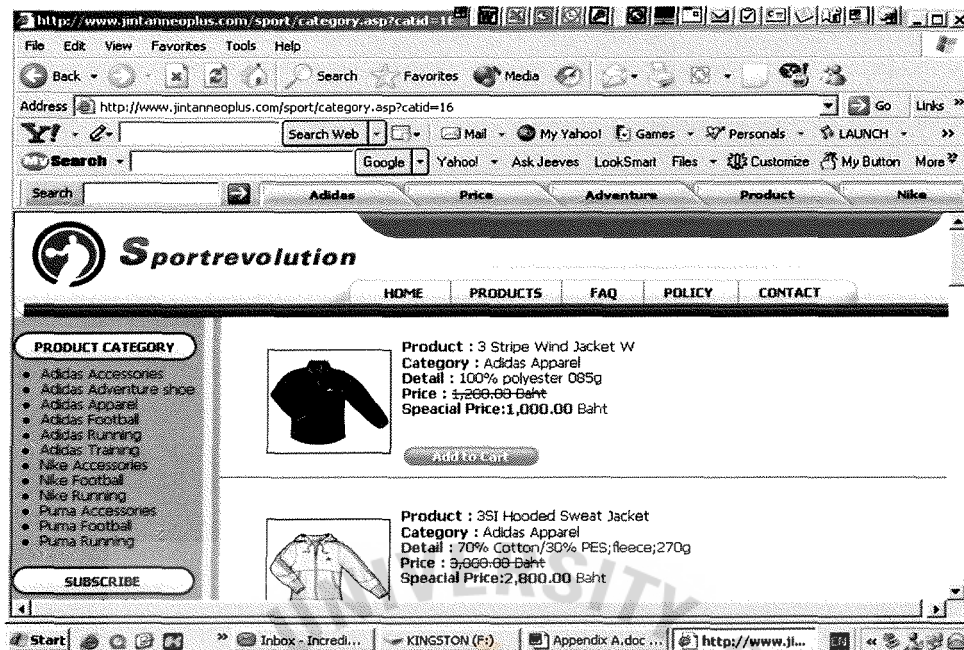 http://www.jintanneoplus.com/sport/category.asp?catid=16
File Edit View Favorites Tools Help
Back Search Favorites Media
Address http://www.jintanneoplus.com/sport/category.asp?catid=16 Go Links »
Y! Search Web Mail My Yahoo! Games Personals LAUNCH »
Search Google Yahoo! Ask Jeeves LookSmart Files Customize My Button More »
Search Adidas Price Adventure Product Nike
Sportrevolution
HOME PRODUCTS FAQ POLICY CONTACT
PRODUCT CATEGORY
• Adidas Accessories
• Adidas Adventure shoe
• Adidas Apparel
• Adidas Football
• Adidas Running
• Adidas Training
• Nike Accessories
• Nike Football
• Nike Running
• Puma Accessories
• Puma Football
• Puma Running
SUBSCRIBE
Product : 3 Stripe Wind Jacket W
Category : Adidas Apparel
Detail : 100% polyester 085g
Price : 1,200.00 Baht
Speacial Price:1,000.00 Baht
Add to Cart
Product : 3SI Hooded Sweat Jacket
Category : Adidas Apparel
Detail : 70% Cotton/30% PES;fleece;270g
Price : 3,000.00 Baht
Speacial Price:2,800.00 Baht
UNIVERSITY
Start » Inbox - Incredi... KINGSTON (F:) Appendix A.doc ... http://www.ji... EN «